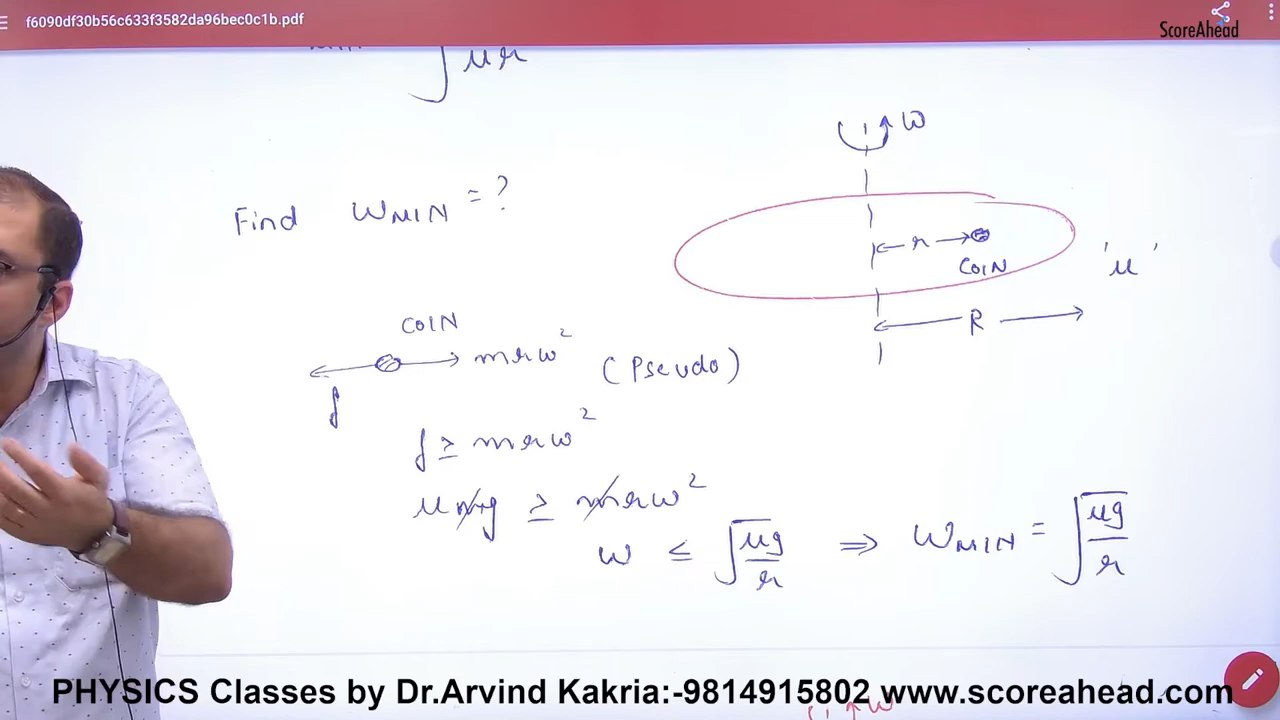 f6090df30b56c633f3582da96bec0c1b.pdf
ScoreAhead
μr
ω
Find ω_MIN = ?
r
COIN
'μ'
R
COIN
mrω² (Pseudo)
f
f ≥ mrω²
μmg ≥ mrω²
ω ≤ √(μg/r) ⇒ ω_MIN = √(μg/r)
PHYSICS Classes by Dr.Arvind Kakria:-9814915802 www.scoreahead.com
ω